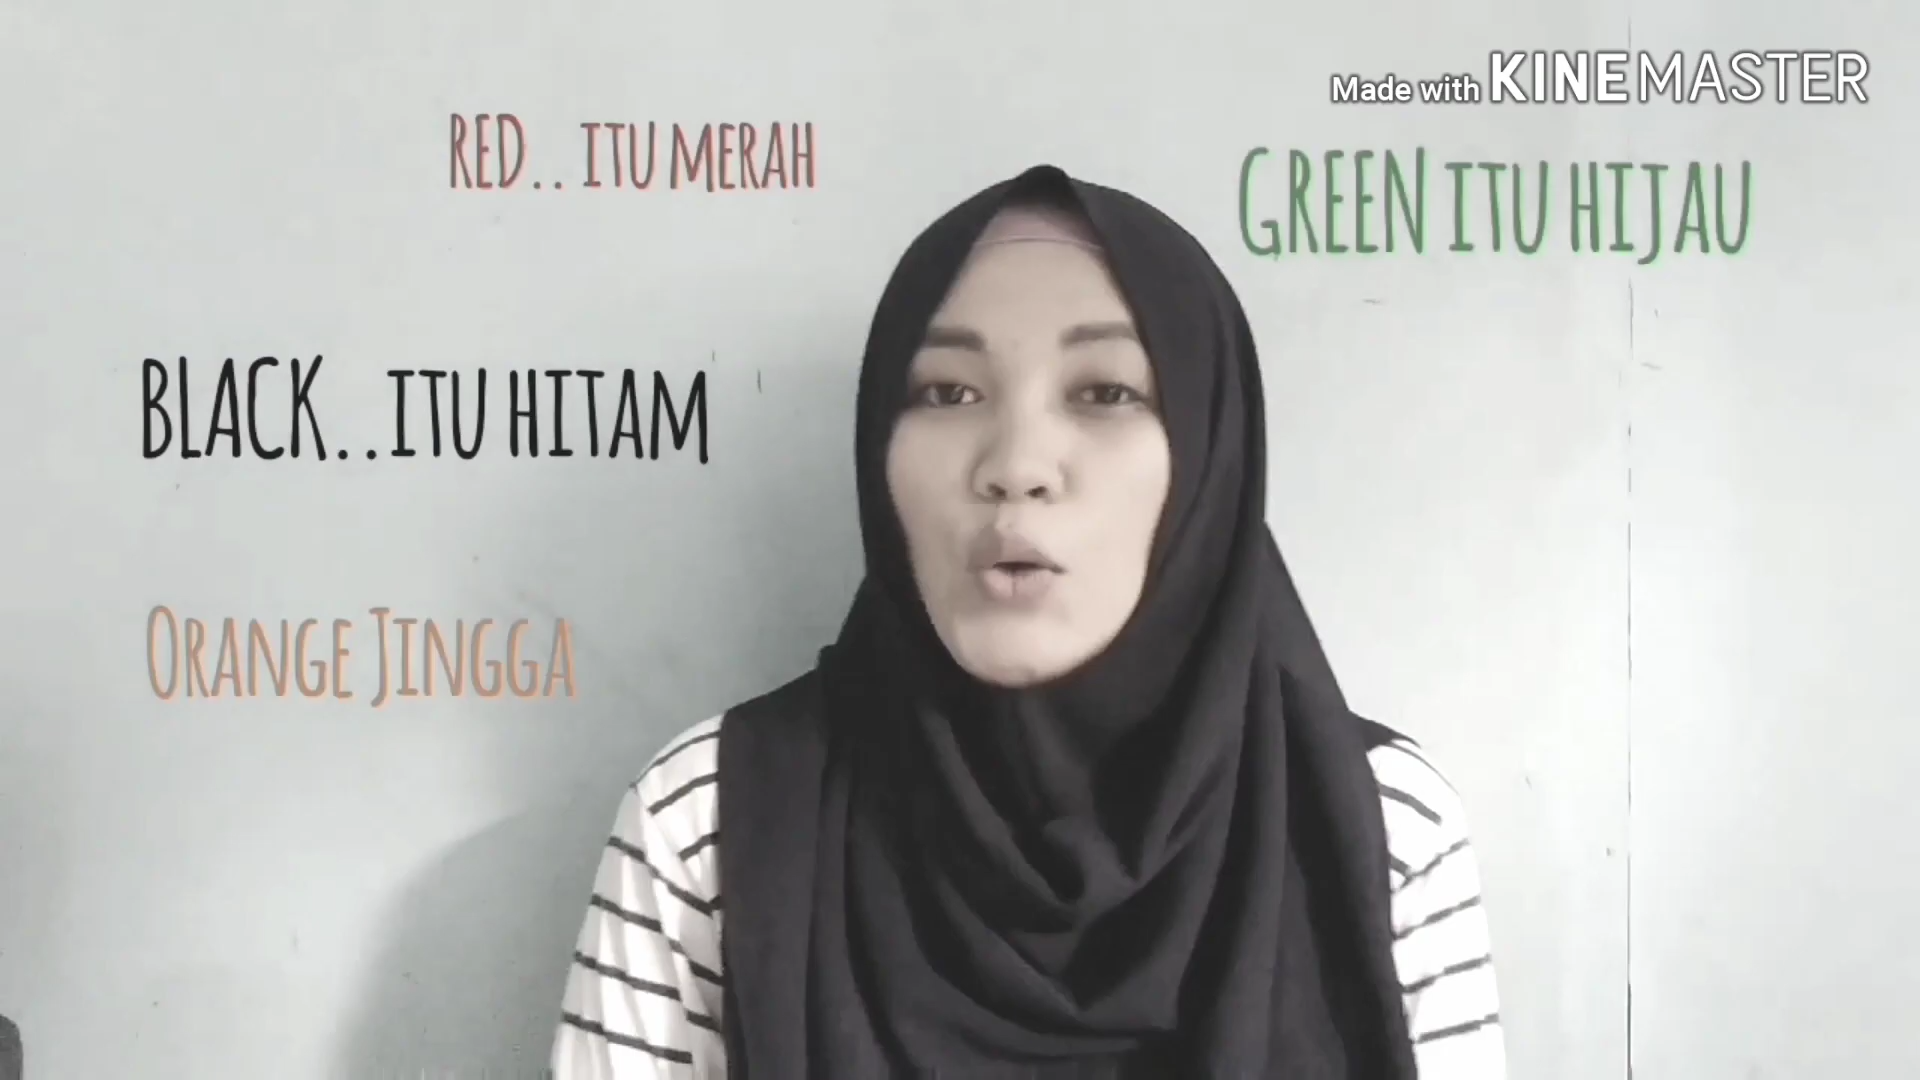 Made with KINEMASTER
RED.. ITU MERAH
GREEN ITU HIJAU
BLACK..ITU HITAM
ORANGE JINGGA